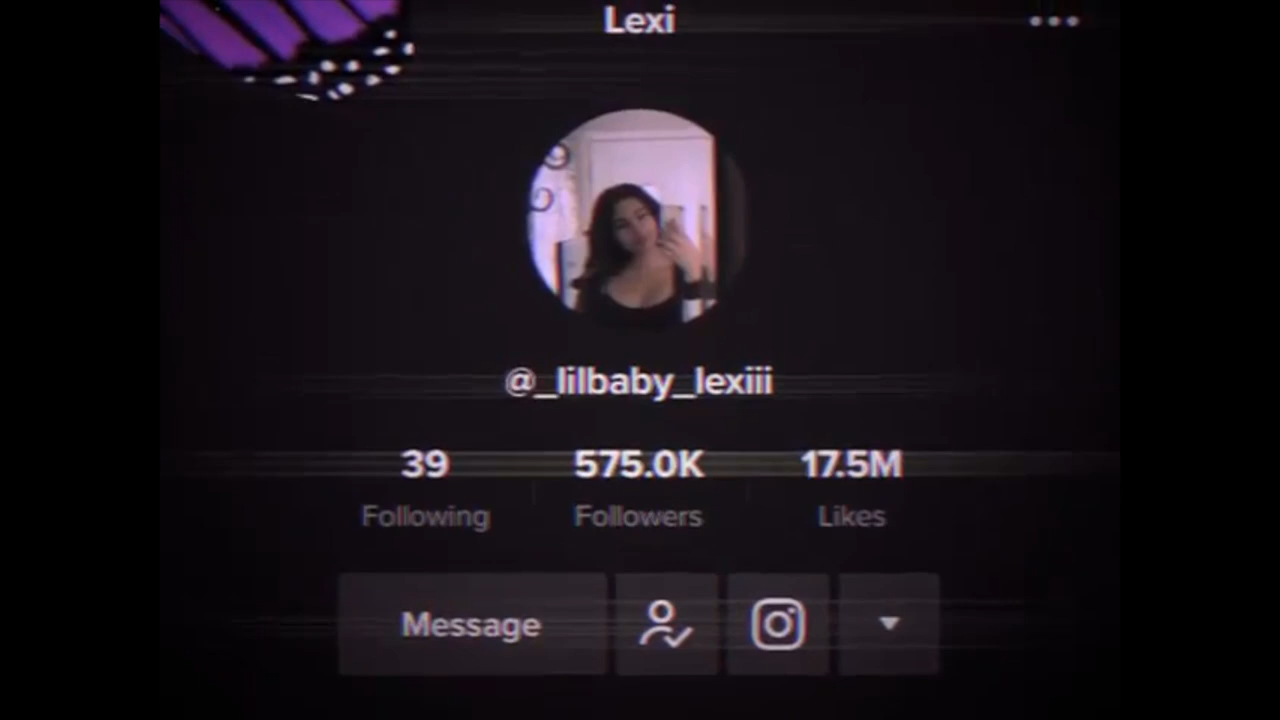 Lexi
@_lilbaby_lexiii
39 575.0K 17.5M
Following Followers Likes
Message